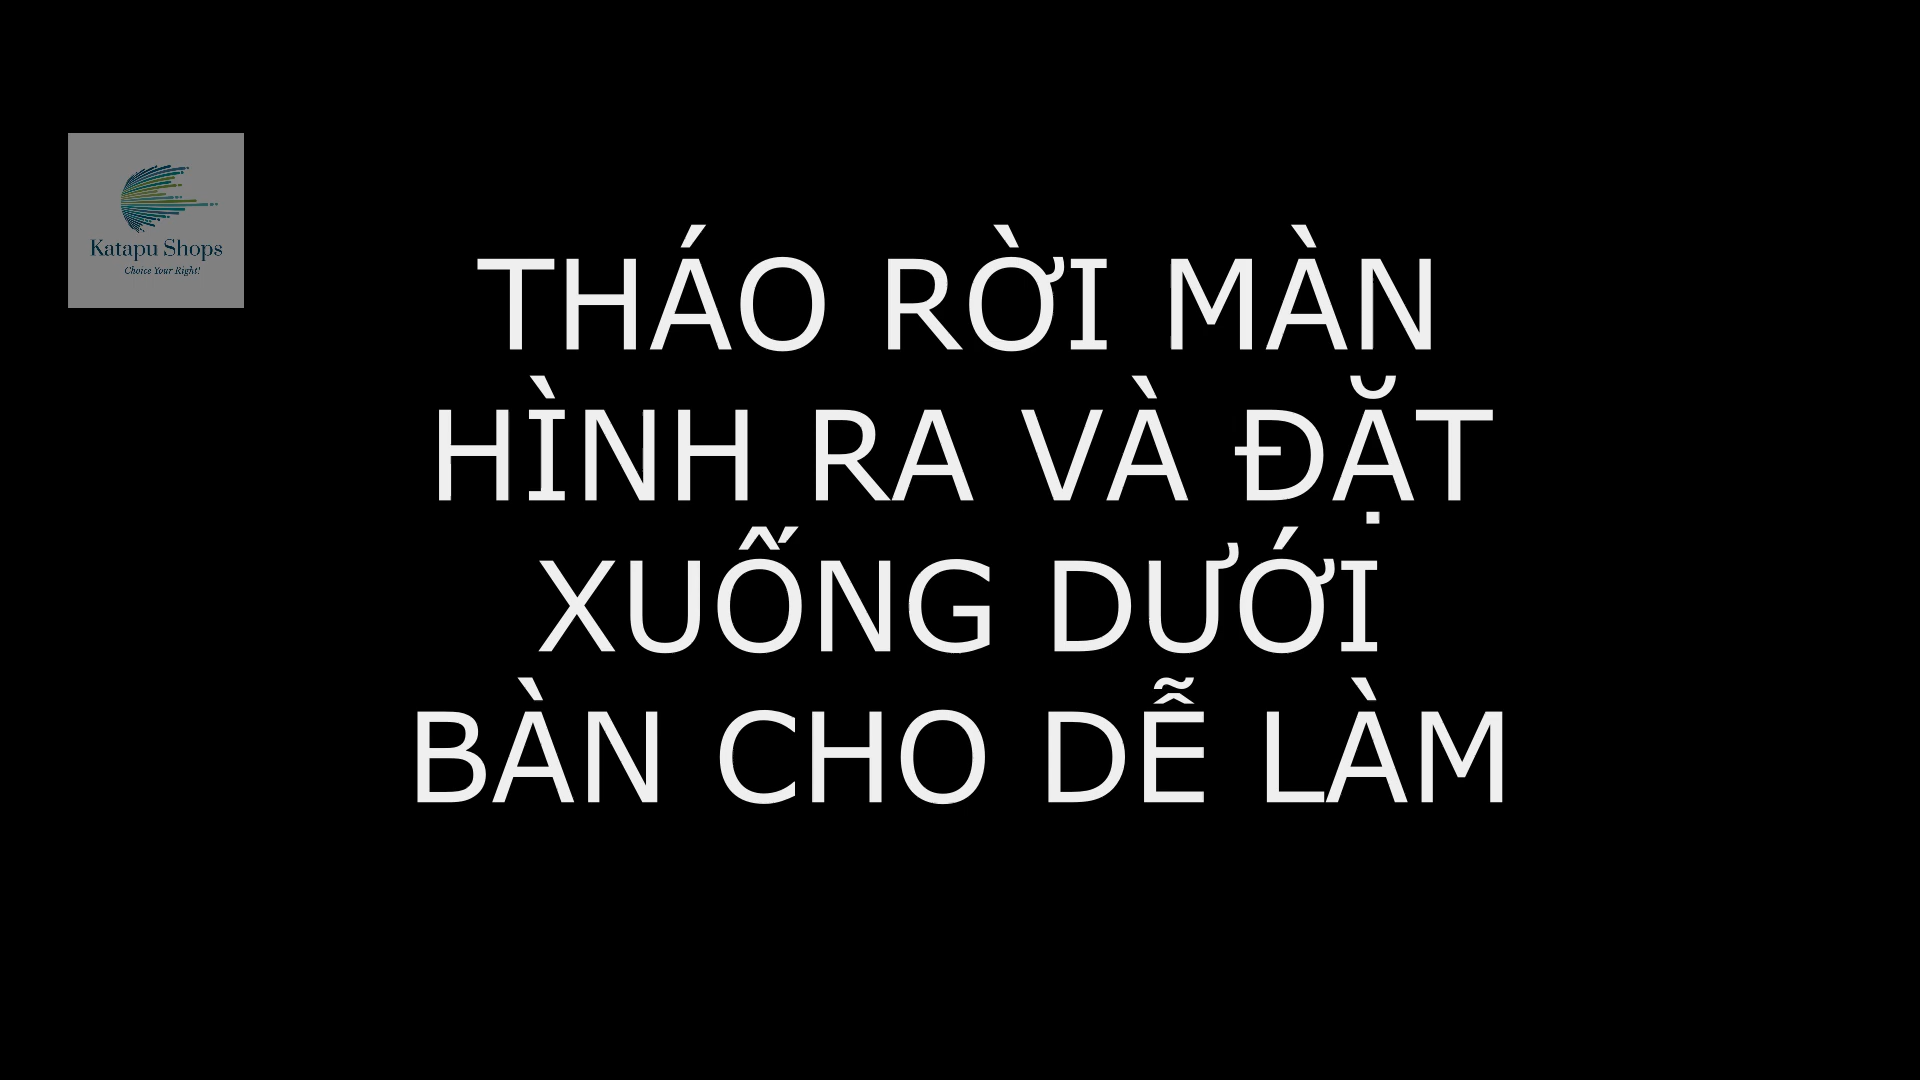 Katapu Shops
Choice Your Right!
THÁO RỜI MÀN
HÌNH RA VÀ ĐẶT
XUỐNG DƯỚI
BÀN CHO DỄ LÀM